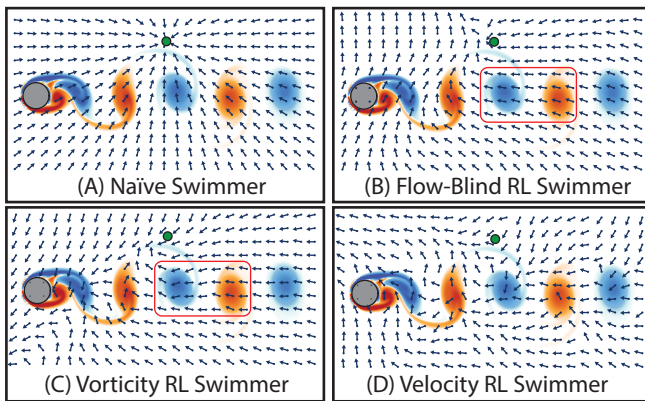 (A) Naïve Swimmer
(B) Flow-Blind RL Swimmer
(C) Vorticity RL Swimmer
(D) Velocity RL Swimmer